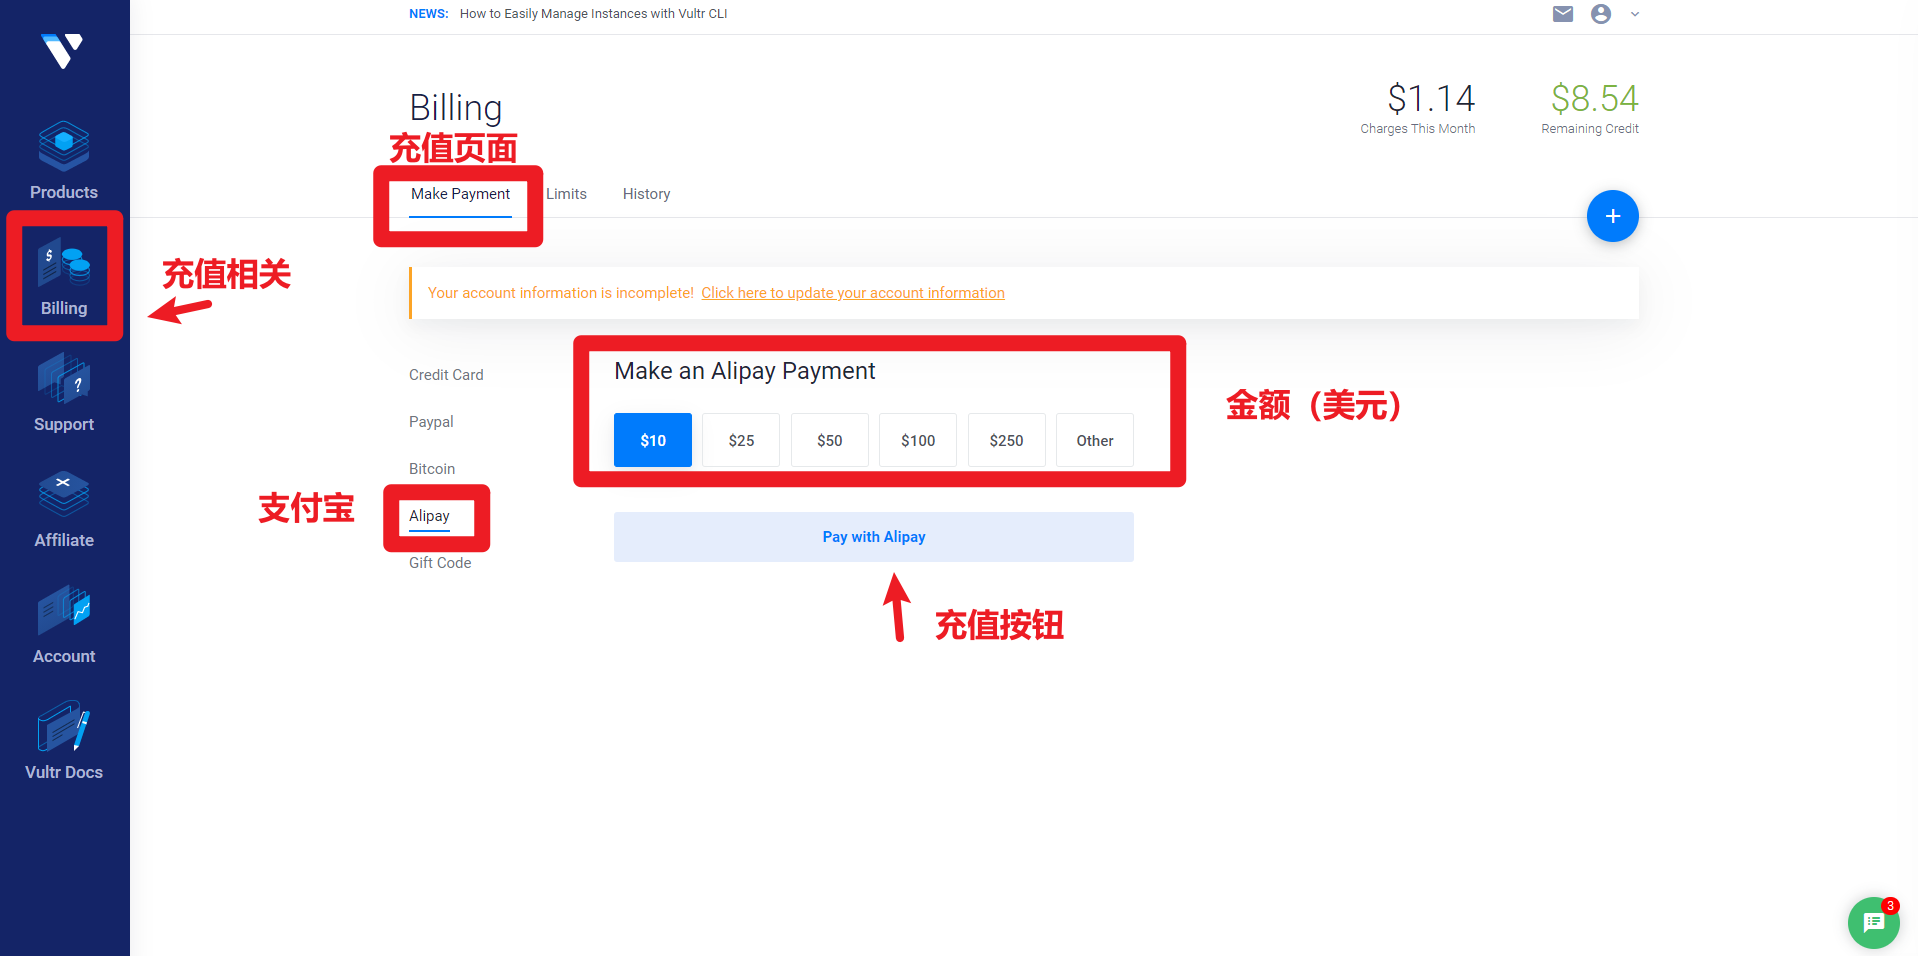 NEWS: How to Easily Manage Instances with Vultr CLI
Billing
$1.14
Charges This Month
$8.54
Remaining Credit
充值页面
Make Payment
Limits
History
+
Products
$
Billing
充值相关
?
Support
Affiliate
Account
Vultr Docs
Your account information is incomplete! Click here to update your account information
Credit Card
Paypal
Bitcoin
支付宝
Alipay
Gift Code
Make an Alipay Payment
$10
$25
$50
$100
$250
Other
金额（美元）
Pay with Alipay
充值按钮
3